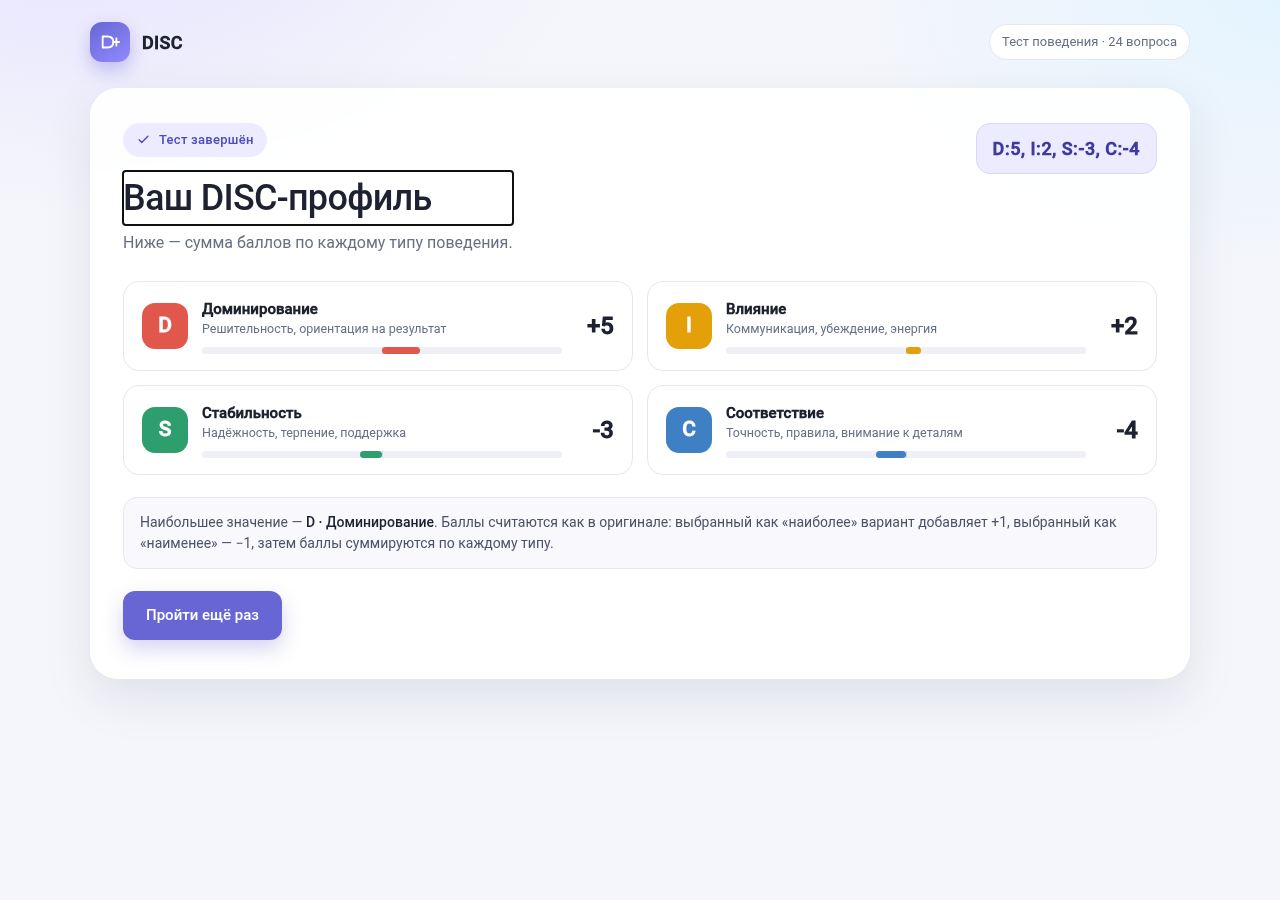 D+ DISC
Тест поведения · 24 вопроса
Тест завершён
D:5, I:2, S:-3, C:-4
Ваш DISC-профиль
Ниже — сумма баллов по каждому типу поведения.
D
Доминирование
Решительность, ориентация на результат
+5
I
Влияние
Коммуникация, убеждение, энергия
+2
S
Стабильность
Надёжность, терпение, поддержка
-3
C
Соответствие
Точность, правила, внимание к деталям
-4
Наибольшее значение — D · Доминирование. Баллы считаются как в оригинале: выбранный как «наиболее» вариант добавляет +1, выбранный как
«наименее» — −1, затем баллы суммируются по каждому типу.
Пройти ещё раз